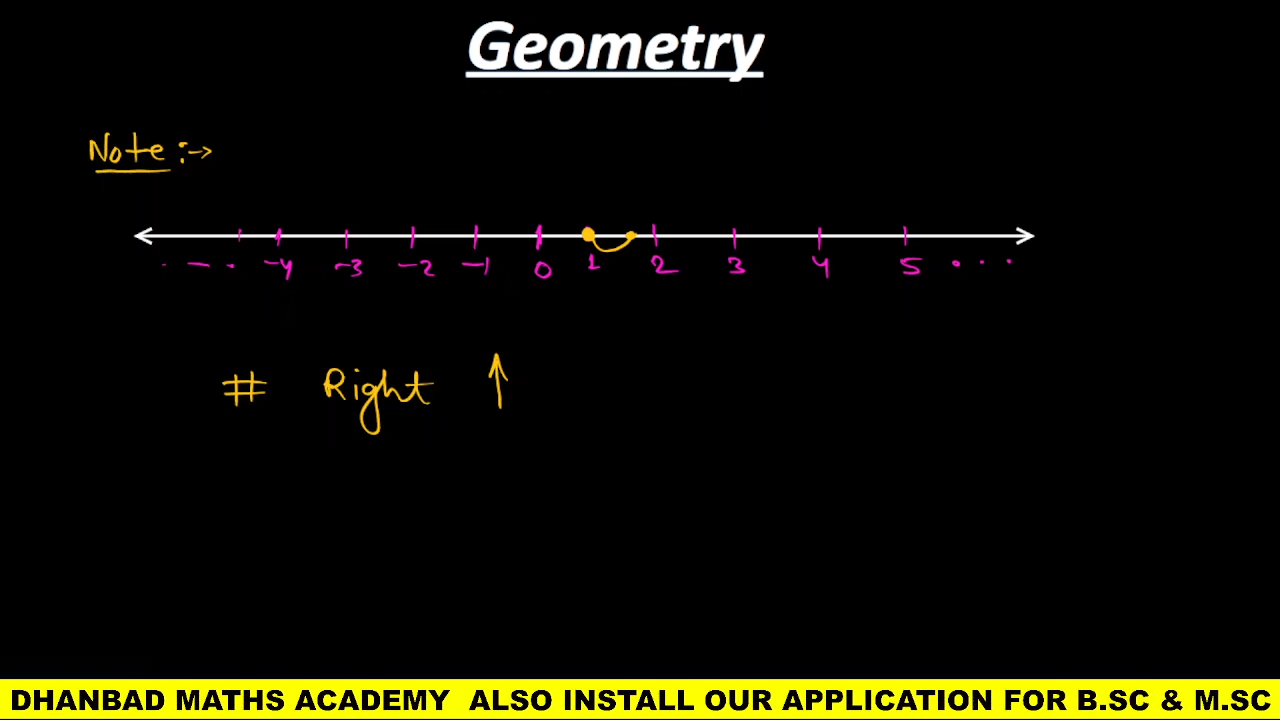 Geometry
Note :->
. - . -4 -3 -2 -1 0 1 2 3 4 5 . . .
# Right ↑
DHANBAD MATHS ACADEMY ALSO INSTALL OUR APPLICATION FOR B.SC & M.SC